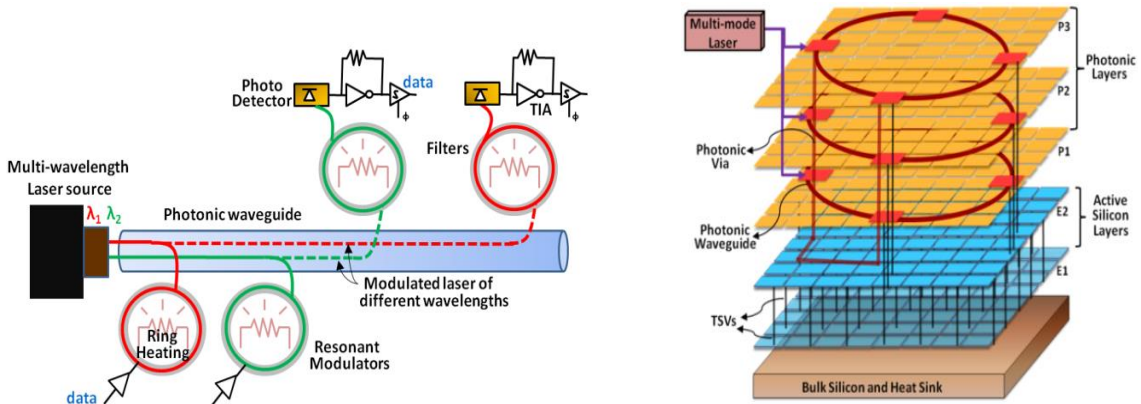 Photo
Detector
data
ϕ
TIA
ϕ
Filters
Multi-wavelength
Laser source
λ1 λ2
Photonic waveguide
Modulated laser of
different wavelengths
Ring
Heating
Resonant
Modulators
data
Multi-mode
Laser
P3
Photonic
Layers
P2
Photonic
Via
P1
Photonic
Waveguide
E2
Active
Silicon
Layers
E1
TSVs
Bulk Silicon and Heat Sink